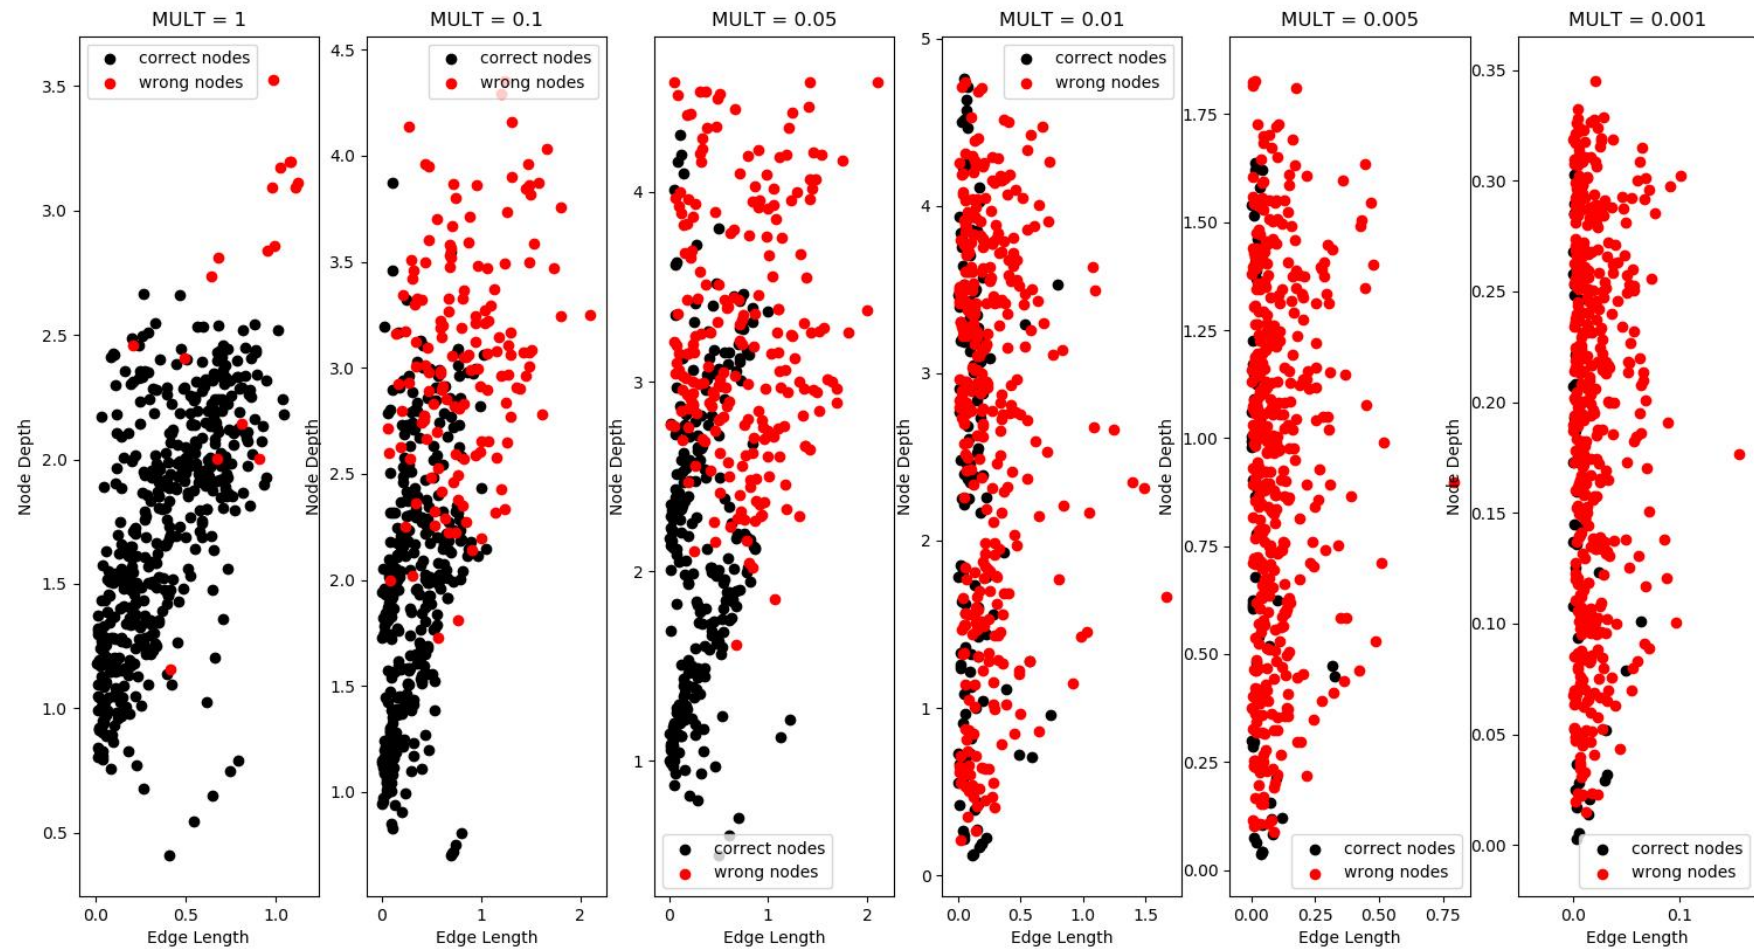 MULT = 1
correct nodes
wrong nodes
3.5
3.0
2.5
2.0
1.5
1.0
0.5
Node Depth
0.0 0.5 1.0
Edge Length
MULT = 0.1
correct nodes
wrong nodes
4.5
4.0
3.5
3.0
2.5
2.0
1.5
1.0
Node Depth
0 1 2
Edge Length
MULT = 0.05
4
3
2
1
Node Depth
correct nodes
wrong nodes
0 1 2
Edge Length
MULT = 0.01
correct nodes
wrong nodes
5
4
3
2
1
0
Node Depth
0.0 0.5 1.0 1.5
Edge Length
MULT = 0.005
1.75
1.50
1.25
1.00
0.75
0.50
0.25
0.00
Node Depth
correct nodes
wrong nodes
0.00 0.25 0.50 0.75
Edge Length
MULT = 0.001
0.35
0.30
0.25
0.20
0.15
0.10
0.05
0.00
Node Depth
correct nodes
wrong nodes
0.0 0.1
Edge Length